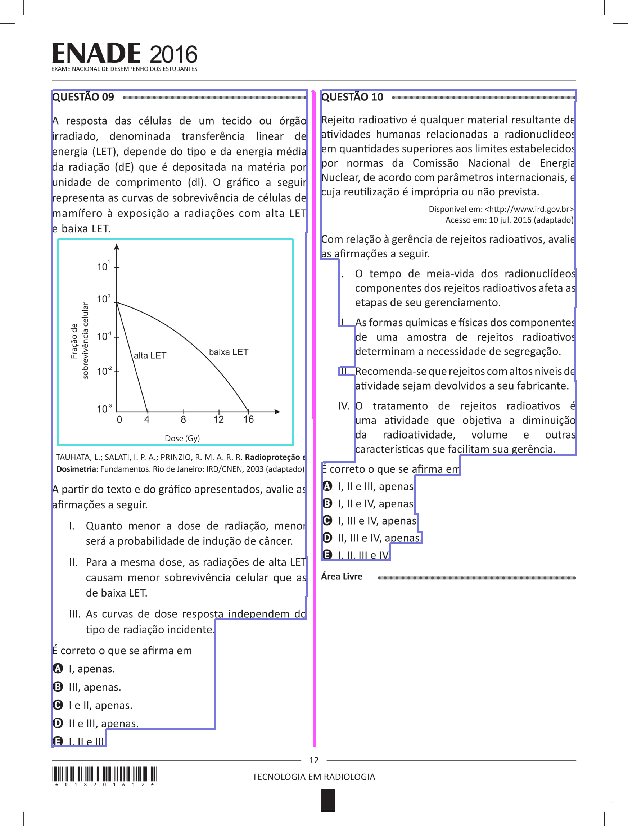 ENADE 2016
EXAME NACIONAL DE DESEMPENHO DOS ESTUDANTES
QUESTÃO 09
A resposta das células de um tecido ou órgão
irradiado, denominada transferência linear de
energia (LET), depende do tipo e da energia média
da radiação (dE) que é depositada na matéria por
unidade de comprimento (dl). O gráfico a seguir
representa as curvas de sobrevivência de células de
mamífero à exposição a radiações com alta LET
e baixa LET.
Fração de
sobrevivência celular
10¹
10¹
10⁻¹
10⁻²
10⁻³
alta LET
baixa LET
0 4 8 12 16
Dose (Gy)
TAUHATA, L.; SALATI, I. P. A.; PRINZIO, R. M. A. R. R. Radioproteção e
Dosimetria: Fundamentos. Rio de Janeiro: IRD/CNEN, 2003 (adaptado)
A partir do texto e do gráfico apresentados, avalie as
afirmações a seguir.
I. Quanto menor a dose de radiação, menor
será a probabilidade de indução de câncer.
II. Para a mesma dose, as radiações de alta LET
causam menor sobrevivência celular que as
de baixa LET.
III. As curvas de dose resposta independem do
tipo de radiação incidente.
É correto o que se afirma em
A I, apenas.
B III, apenas.
C I e II, apenas.
D II e III, apenas.
E I, II e III.
QUESTÃO 10
Rejeito radioativo é qualquer material resultante de
atividades humanas relacionadas a radionuclídeos
em quantidades superiores aos limites estabelecidos
por normas da Comissão Nacional de Energia
Nuclear, de acordo com parâmetros internacionais, e
cuja reutilização é imprópria ou não prevista.
Disponível em: <http://www.ird.gov.br>
Acesso em: 10 jul. 2016 (adaptado)
Com relação à gerência de rejeitos radioativos, avalie
as afirmações a seguir.
I. O tempo de meia-vida dos radionuclídeos
componentes dos rejeitos radioativos afeta as
etapas de seu gerenciamento.
II. As formas químicas e físicas dos componentes
de uma amostra de rejeitos radioativos
determinam a necessidade de segregação.
III. Recomenda-se que rejeitos com altos níveis de
atividade sejam devolvidos a seu fabricante.
IV. O tratamento de rejeitos radioativos é
uma atividade que objetiva a diminuição
da radioatividade, volume e outras
características que facilitam sua gerência.
É correto o que se afirma em
A I, II e III, apenas
B I, II e IV, apenas
C I, III e IV, apenas
D II, III e IV, apenas.
E I, II, III e IV.
Área Livre
12
TECNOLOGIA EM RADIOLOGIA